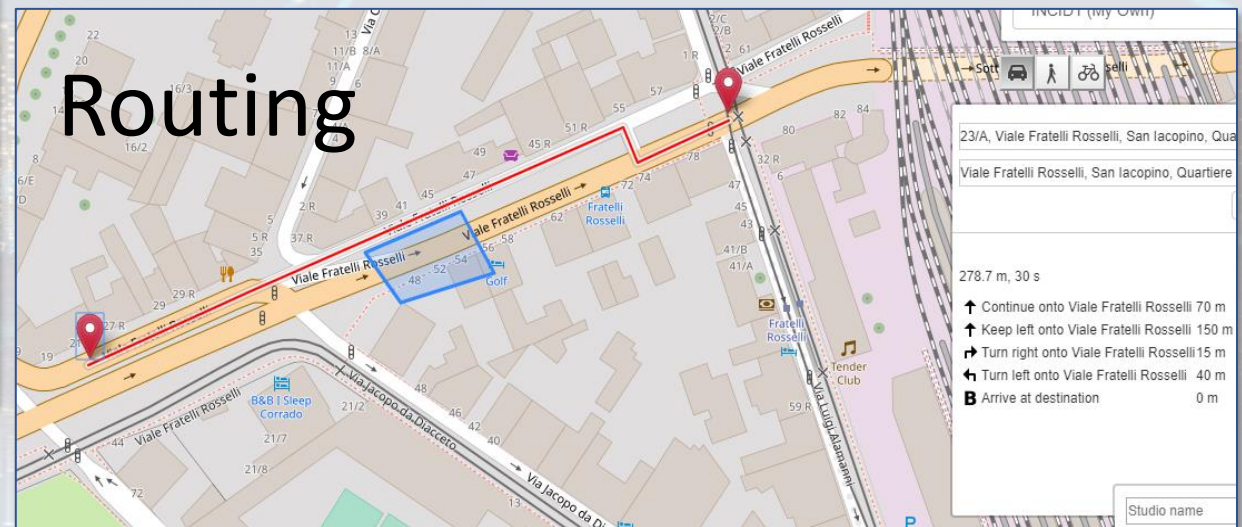 Routing
INCIDT (My Own)
23/A, Viale Fratelli Rosselli, San Iacopino, Qua
Viale Fratelli Rosselli, San Iacopino, Quartiere
278.7 m, 30 s
Continue onto Viale Fratelli Rosselli 70 m
Keep left onto Viale Fratelli Rosselli 150 m
Turn right onto Viale Fratelli Rosselli 15 m
Turn left onto Viale Fratelli Rosselli 40 m
B Arrive at destination 0 m
Studio name
Viale Fratelli Rosselli
Viale Fratelli Rosselli
Viale Fratelli Rosselli
Viale Fratelli Rosselli
Fratelli
Rosselli
Golf
Fratelli
Rosselli
Tender
Club
B&B I Sleep
Corrado
Via Jacopo da Diacceto
Via Luigi Alamanni
22
20
16/3
16/2
13
11/B
8/A
2/C
2/B
2
61
1 R
57
55
51 R
45 R
49
47
45
41
39
2 R
5
5 R
37 R
35
29 R
29
27 R
19
48
52
54
56
58
62
72
74
78
80
82
84
32 R
6
47
45
43
41/B
41/A
59 R
48
46
42
40
21/2
21/7
21/8
44
72
13
P